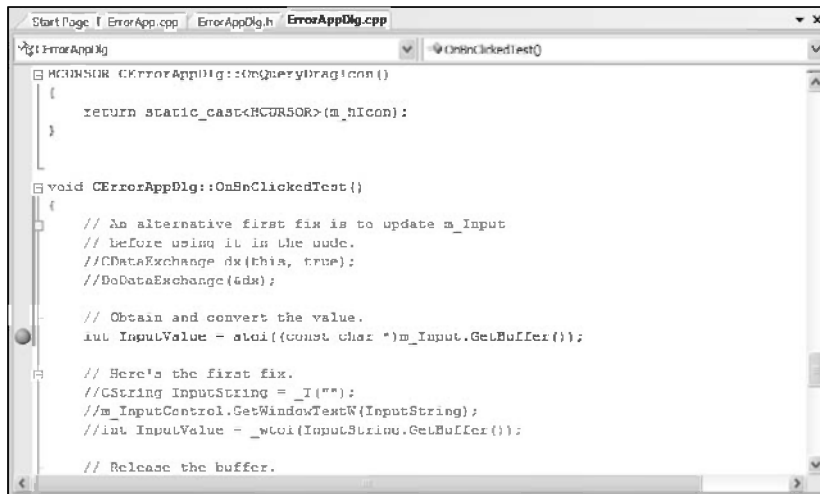 Start Page ErrorApp.cpp ErrorAppDlg.h ErrorAppDlg.cpp
CErrorAppDlg OnBnClickedTest()
HCURSOR CErrorAppDlg::OnQueryDragIcon()
{
return static_cast<HCURSOR>(m_hIcon);
}
void CErrorAppDlg::OnBnClickedTest()
{
// An alternative first fix is to update m_Input
// before using it in the code.
//CDataExchange dx(this, true);
//DoDataExchange(&dx);
// Obtain and convert the value.
int InputValue = atoi((const char *)m_Input.GetBuffer());
// Here's the first fix.
//CString InputString = _T("");
//m_InputControl.GetWindowTextW(InputString);
//int InputValue = _wtoi(InputString.GetBuffer());
// Release the buffer.